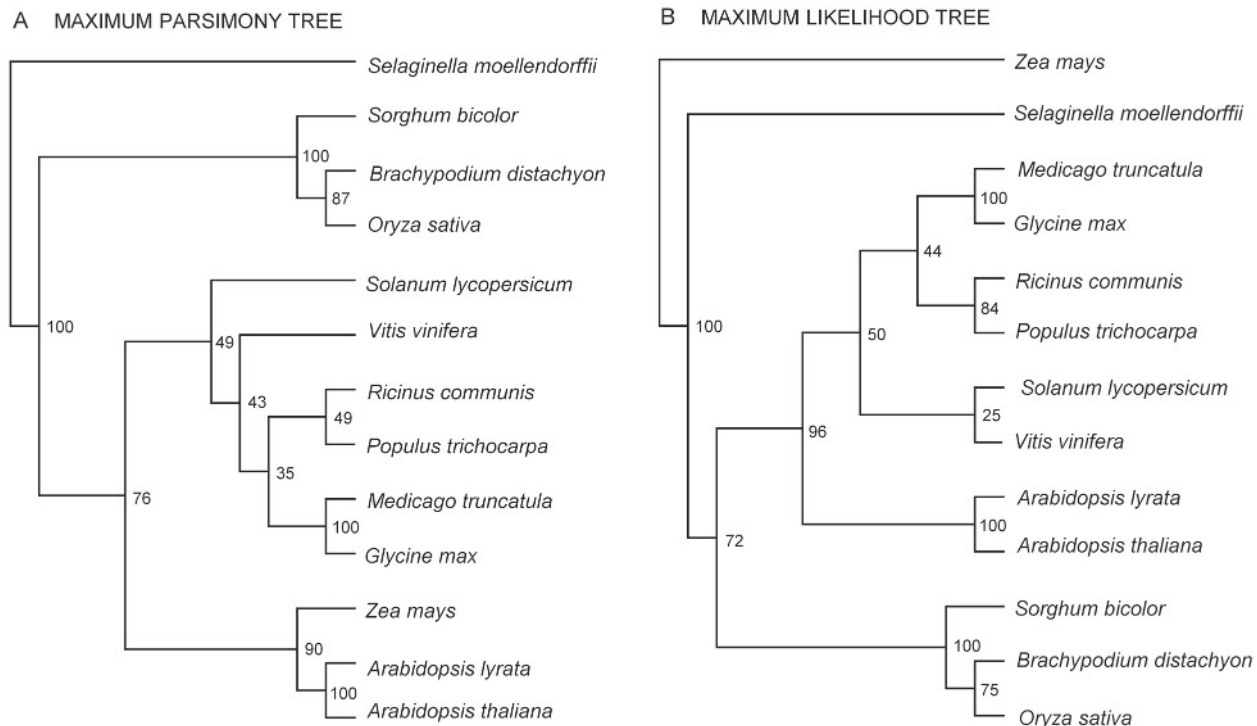 A MAXIMUM PARSIMONY TREE
Selaginella moellendorffii
Sorghum bicolor
100
Brachypodium distachyon
87
Oryza sativa
Solanum lycopersicum
100
Vitis vinifera
49
Ricinus communis
43
49
Populus trichocarpa
35
76
Medicago truncatula
100
Glycine max
Zea mays
90
Arabidopsis lyrata
100
Arabidopsis thaliana
B MAXIMUM LIKELIHOOD TREE
Zea mays
Selaginella moellendorffii
Medicago truncatula
100
Glycine max
44
Ricinus communis
84
Populus trichocarpa
100
50
Solanum lycopersicum
25
Vitis vinifera
96
Arabidopsis lyrata
100
Arabidopsis thaliana
72
Sorghum bicolor
100
Brachypodium distachyon
75
Oryza sativa